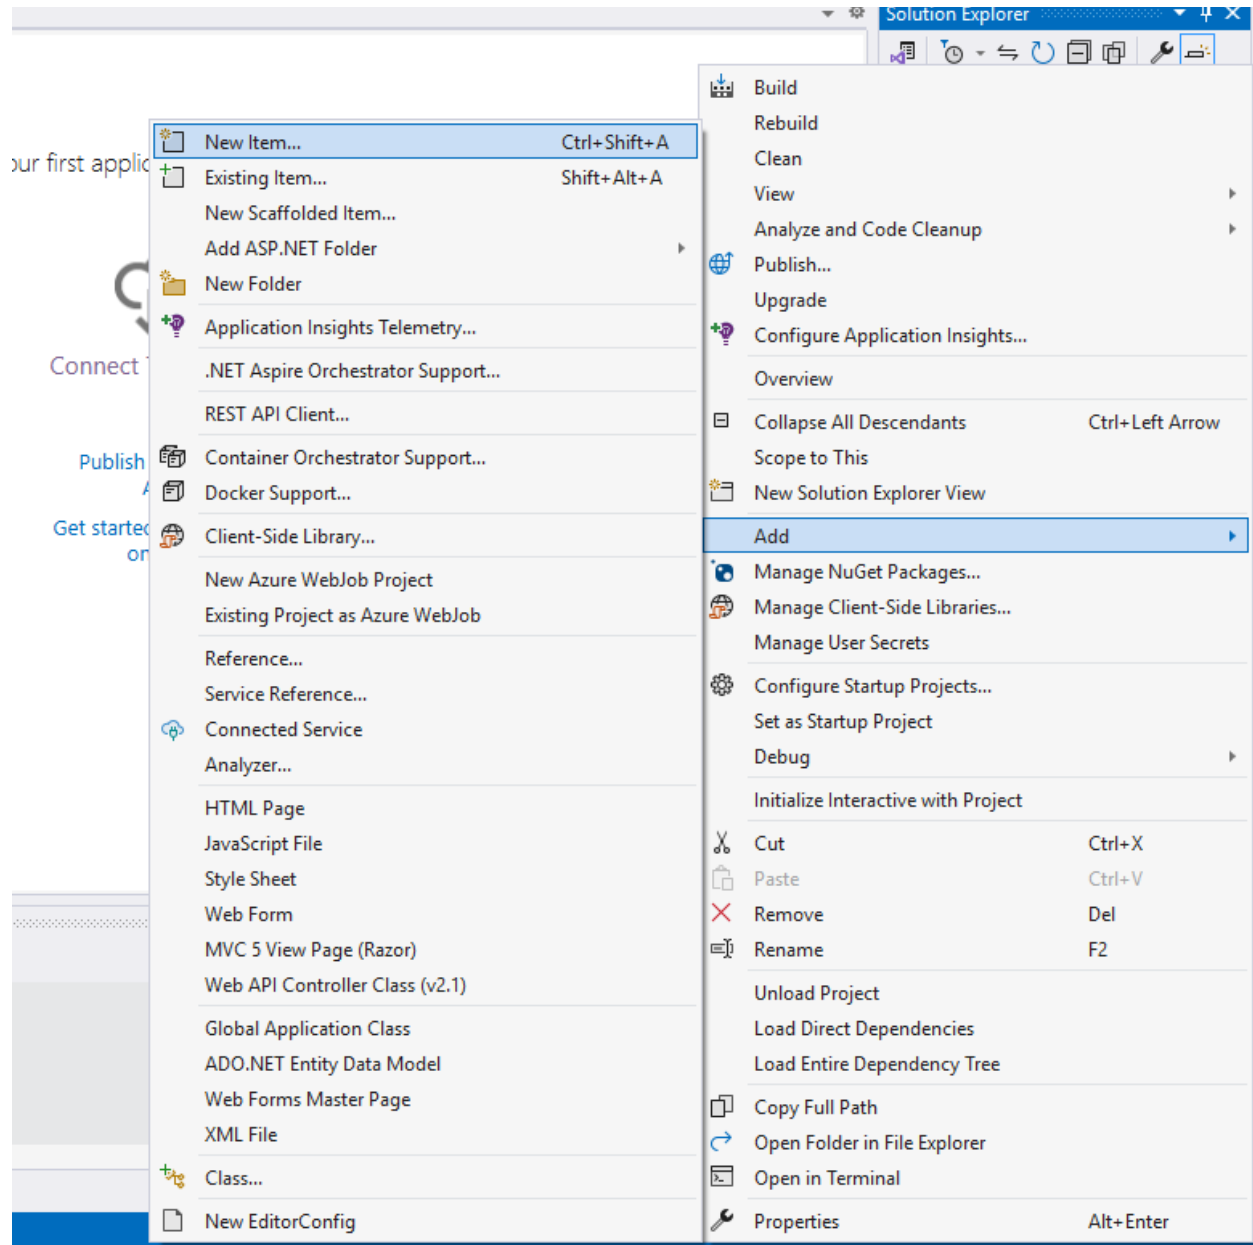 Solution Explorer
our first applic
Connect
Publish
Get started
on
New Item... Ctrl+Shift+A
Existing Item... Shift+Alt+A
New Scaffolded Item...
Add ASP.NET Folder
New Folder
Application Insights Telemetry...
.NET Aspire Orchestrator Support...
REST API Client...
Container Orchestrator Support...
Docker Support...
Client-Side Library...
New Azure WebJob Project
Existing Project as Azure WebJob
Reference...
Service Reference...
Connected Service
Analyzer...
HTML Page
JavaScript File
Style Sheet
Web Form
MVC 5 View Page (Razor)
Web API Controller Class (v2.1)
Global Application Class
ADO.NET Entity Data Model
Web Forms Master Page
XML File
Class...
New EditorConfig
Build
Rebuild
Clean
View
Analyze and Code Cleanup
Publish...
Upgrade
Configure Application Insights...
Overview
Collapse All Descendants Ctrl+Left Arrow
Scope to This
New Solution Explorer View
Add
Manage NuGet Packages...
Manage Client-Side Libraries...
Manage User Secrets
Configure Startup Projects...
Set as Startup Project
Debug
Initialize Interactive with Project
Cut Ctrl+X
Paste Ctrl+V
Remove Del
Rename F2
Unload Project
Load Direct Dependencies
Load Entire Dependency Tree
Copy Full Path
Open Folder in File Explorer
Open in Terminal
Properties Alt+Enter